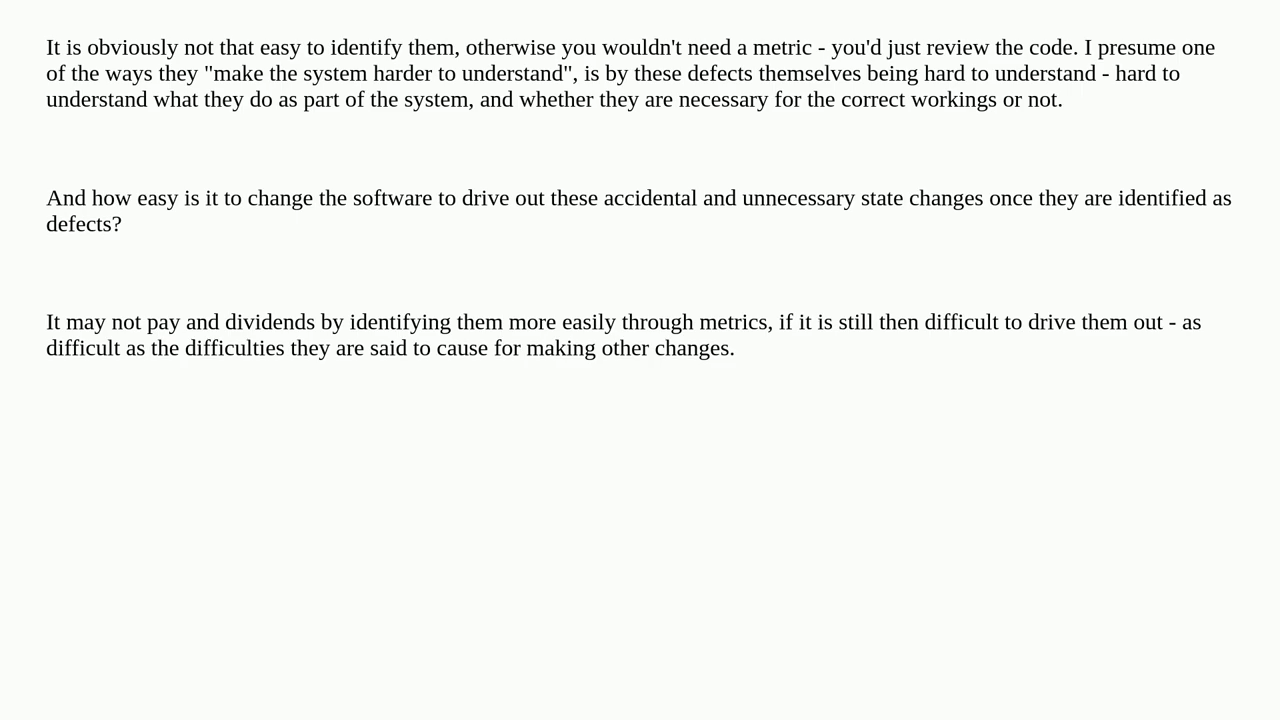 It is obviously not that easy to identify them, otherwise you wouldn't need a metric - you'd just review the code. I presume one
of the ways they "make the system harder to understand", is by these defects themselves being hard to understand - hard to
understand what they do as part of the system, and whether they are necessary for the correct workings or not.
And how easy is it to change the software to drive out these accidental and unnecessary state changes once they are identified as
defects?
It may not pay and dividends by identifying them more easily through metrics, if it is still then difficult to drive them out - as
difficult as the difficulties they are said to cause for making other changes.